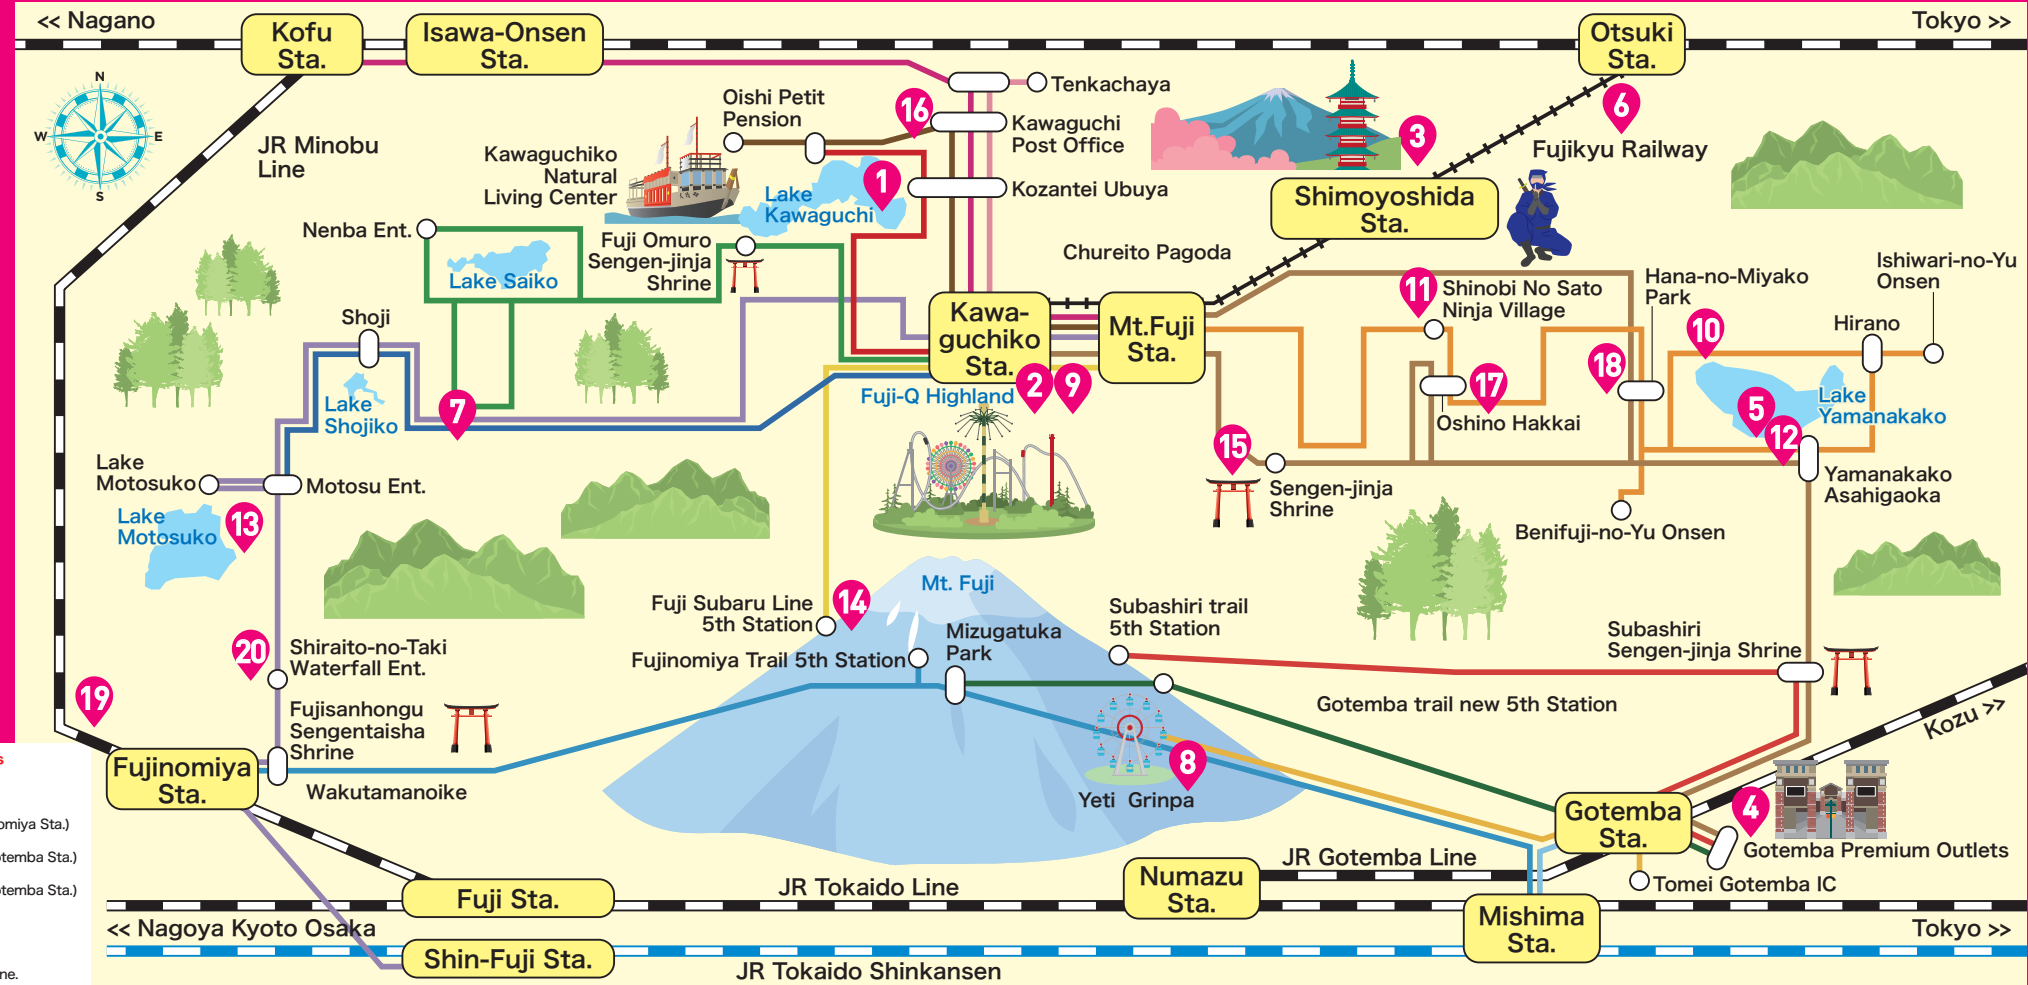 << Nagano
Kofu
Sta.
Isawa-Onsen
Sta.
Otsuki
Sta.
Tokyo >>
N
W
E
S
JR Minobu
Line
Tenkachaya
Oishi Petit
Pension
16
Kawaguchi
Post Office
3
6
Fujikyu Railway
Kawaguchiko
Natural
Living Center
Lake
Kawaguchi
1
Kozantei Ubuya
Shimoyoshida
Sta.
Nenba Ent.
Lake Saiko
Fuji Omuro
Sengen-jinja
Shrine
Chureito Pagoda
11
Shinobi No Sato
Ninja Village
Hana-no-Miyako
Park
Ishiwari-no-Yu
Onsen
Shoji
Kawa-
guchiko
Sta.
Mt.Fuji
Sta.
10
Hirano
2
9
Fuji-Q Highland
17
18
Oshino Hakkai
Lake
Shojiko
7
5
12
Lake
Yamanakako
15
Lake
Motosuko
Motosu Ent.
Sengen-jinja
Shrine
Yamanakako
Asahigaoka
Lake
Motosuko
13
Benifuji-no-Yu Onsen
Mt. Fuji
Fuji Subaru Line
5th Station
14
Subashiri trail
5th Station
Mizugatuka
Park
Fujinomiya Trail 5th Station
Subashiri
Sengen-jinja Shrine
20
Shiraito-no-Taki
Waterfall Ent.
19
Fujisanhongu
Sengentaisha
Shrine
Gotemba trail new 5th Station
Kozu >>
Fujinomiya
Sta.
Wakutamanoike
8
Yeti Grinpa
Gotemba
Sta.
4
Gotemba Premium Outlets
Tomei Gotemba IC
JR Gotemba Line
Numazu
Sta.
JR Tokaido Line
Fuji Sta.
Mishima
Sta.
<< Nagoya Kyoto Osaka
Tokyo >>
Shin-Fuji Sta.
JR Tokaido Shinkansen
s
omiya Sta.)
otemba Sta.)
otemba Sta.)
ne.